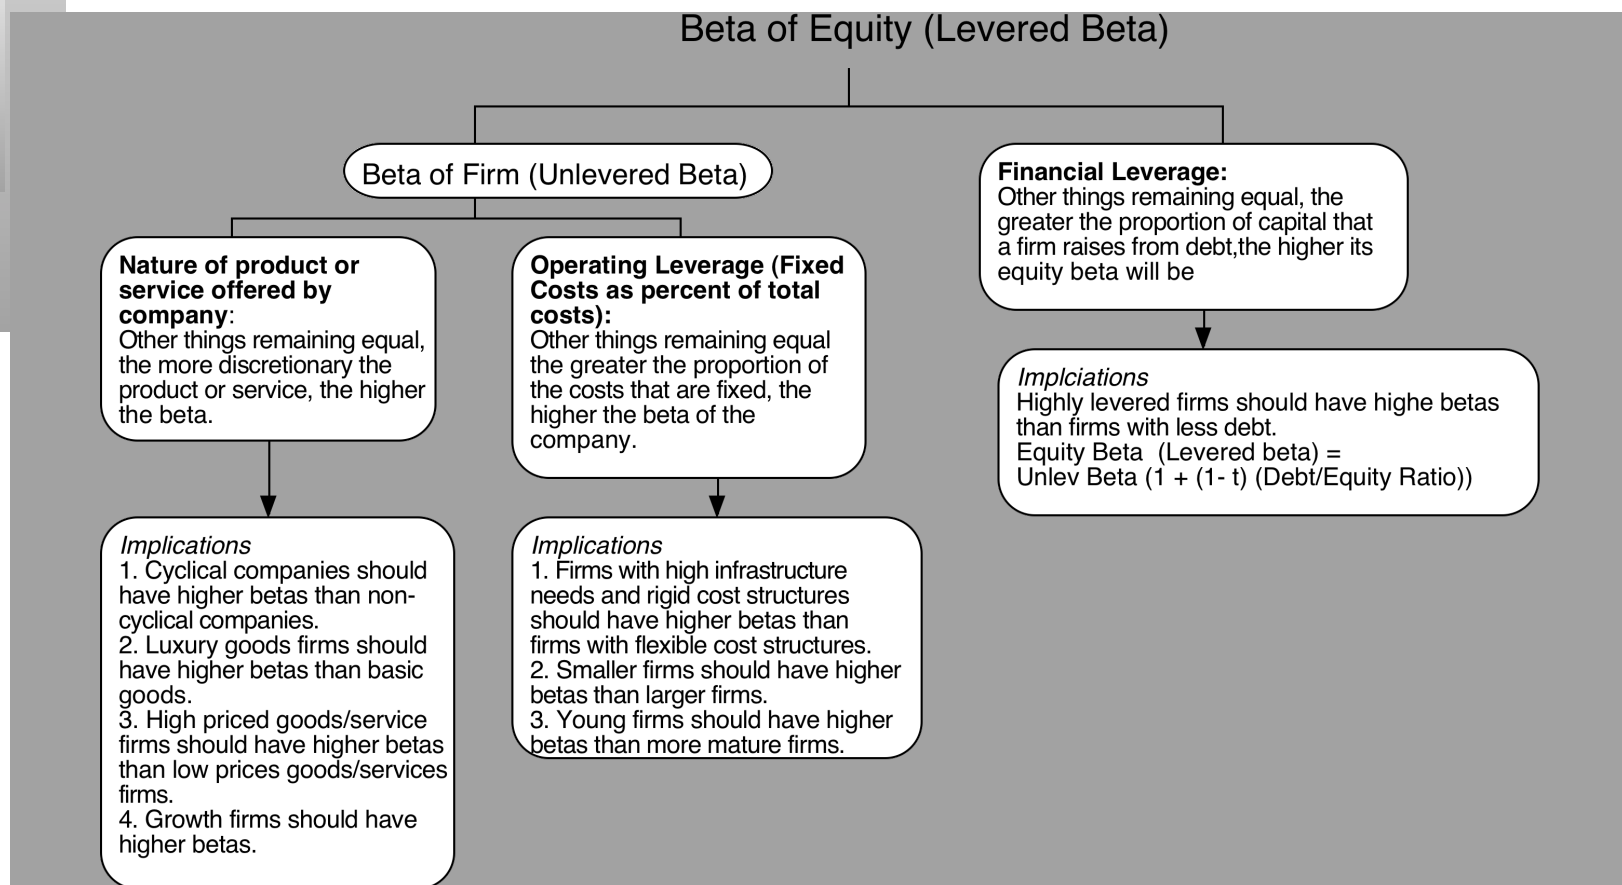 Beta of Equity (Levered Beta)
Beta of Firm (Unlevered Beta)
Nature of product or
service offered by
company:
Other things remaining equal,
the more discretionary the
product or service, the higher
the beta.
Implications
1. Cyclical companies should
have higher betas than non-
cyclical companies.
2. Luxury goods firms should
have higher betas than basic
goods.
3. High priced goods/service
firms should have higher betas
than low prices goods/services
firms.
4. Growth firms should have
higher betas.
Operating Leverage (Fixed
Costs as percent of total
costs):
Other things remaining equal
the greater the proportion of
the costs that are fixed, the
higher the beta of the
company.
Implications
1. Firms with high infrastructure
needs and rigid cost structures
should have higher betas than
firms with flexible cost structures.
2. Smaller firms should have higher
betas than larger firms.
3. Young firms should have higher
betas than more mature firms.
Financial Leverage:
Other things remaining equal, the
greater the proportion of capital that
a firm raises from debt,the higher its
equity beta will be
Implciations
Highly levered firms should have highe betas
than firms with less debt.
Equity Beta (Levered beta) =
Unlev Beta (1 + (1- t) (Debt/Equity Ratio))